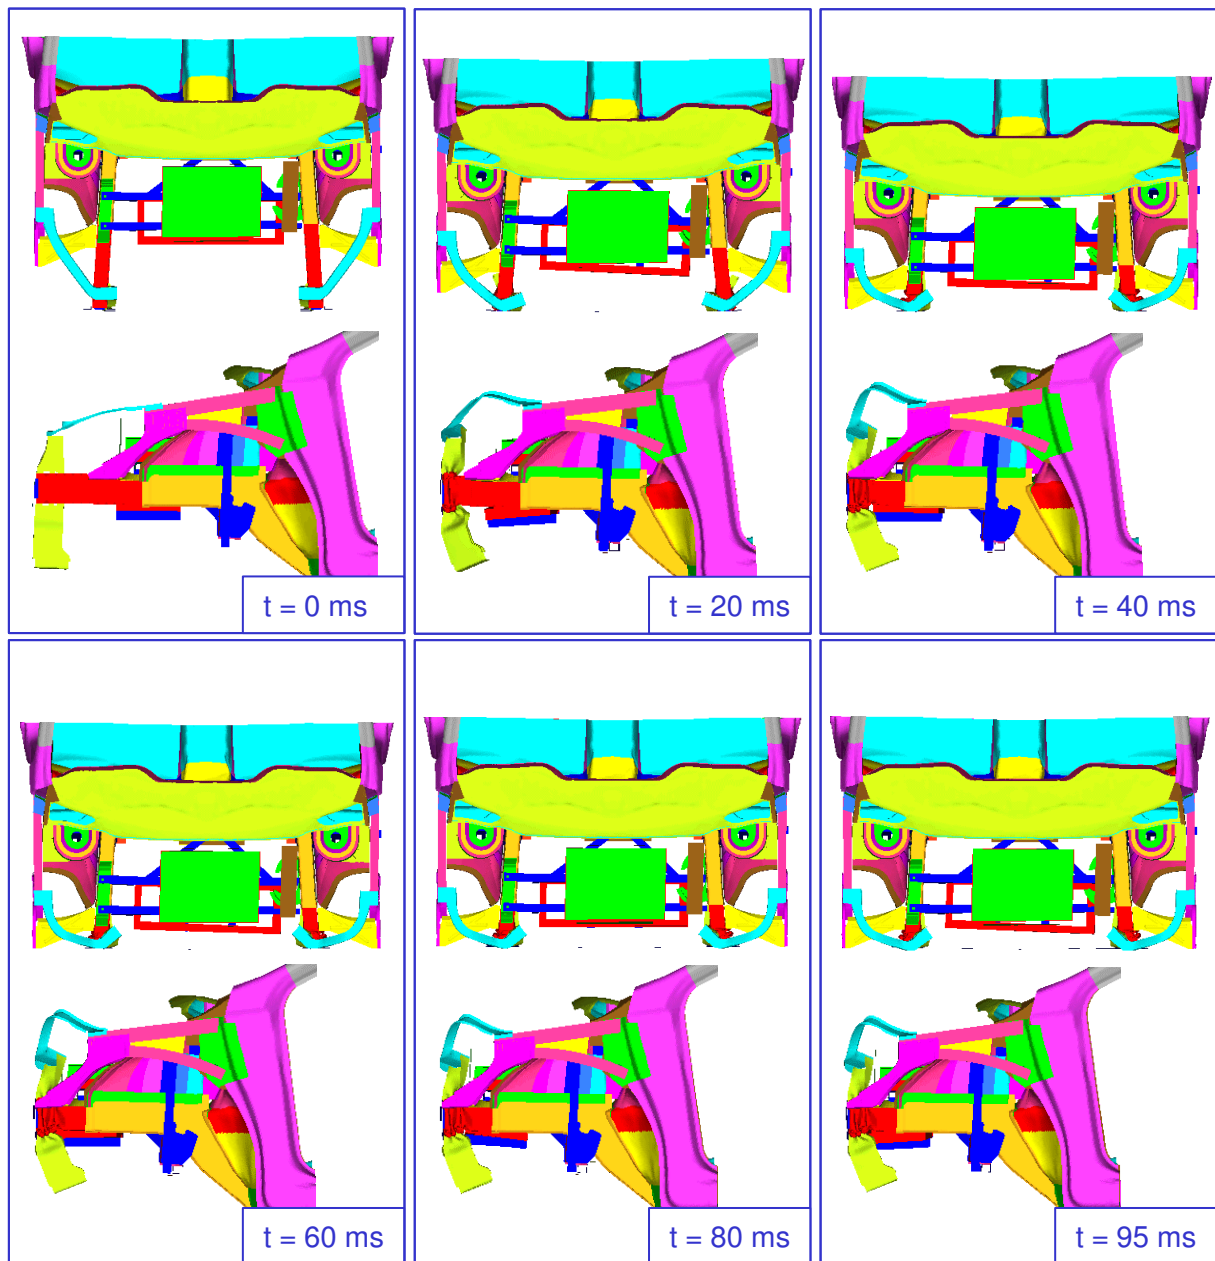 t = 0 ms
t = 20 ms
t = 40 ms
t = 60 ms
t = 80 ms
t = 95 ms